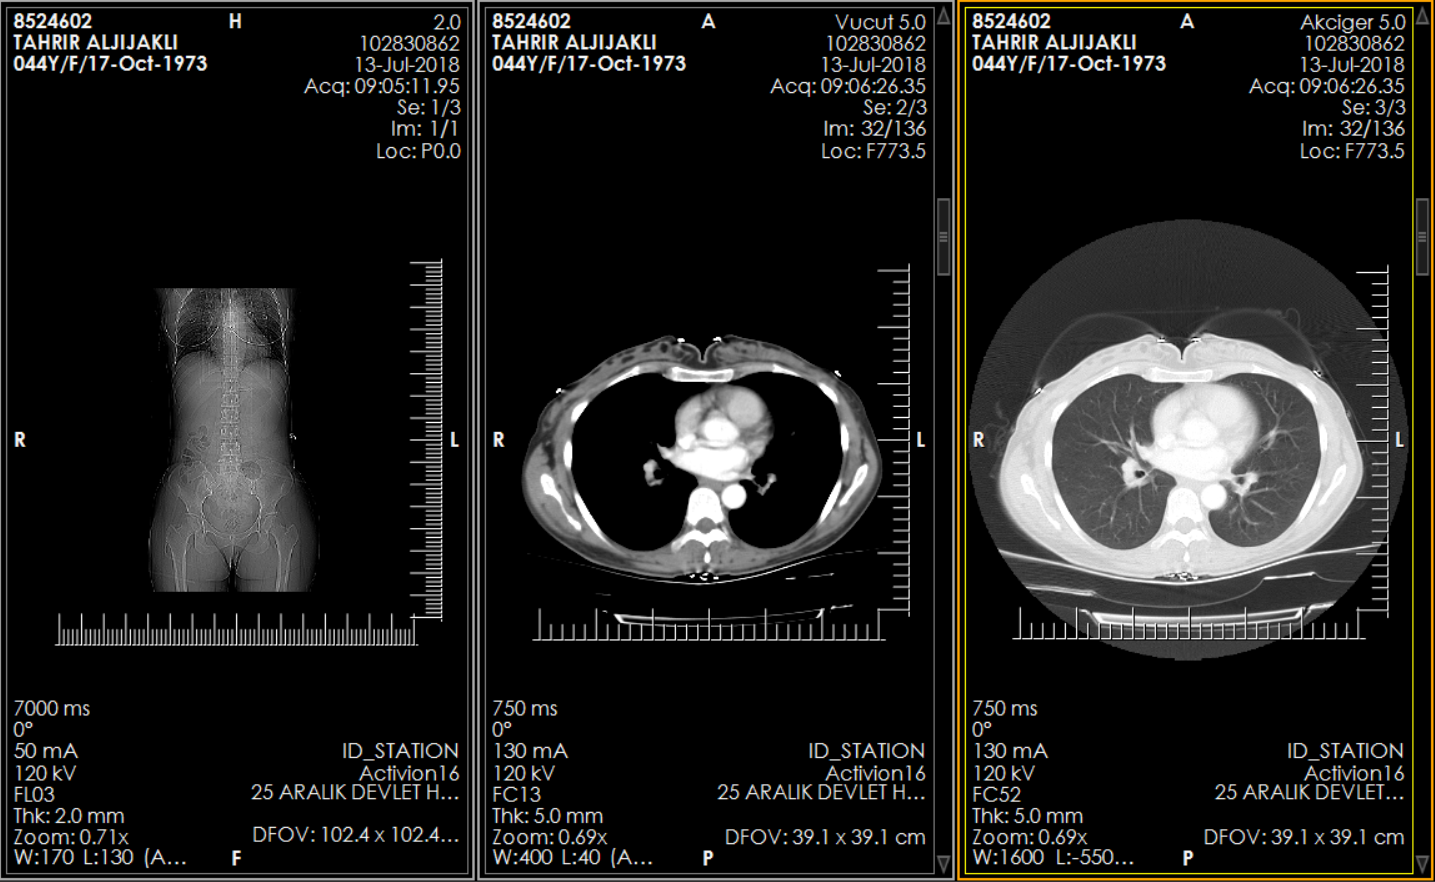 8524602
H
2.0
TAHRIR ALJIJAKLI
102830862
044Y/F/17-Oct-1973
13-Jul-2018
Acq: 09:05:11.95
Se: 1/3
Im: 1/1
Loc: P0.0
R
L
7000 ms
0°
50 mA
ID_STATION
120 kV
Activion16
FL03
25 ARALIK DEVLET H...
Thk: 2.0 mm
Zoom: 0.71x
DFOV: 102.4 x 102.4...
W:170 L:130 (A...
F
8524602
A
Vucut 5.0
TAHRIR ALJIJAKLI
102830862
044Y/F/17-Oct-1973
13-Jul-2018
Acq: 09:06:26.35
Se: 2/3
Im: 32/136
Loc: F773.5
R
L
750 ms
0°
130 mA
ID_STATION
120 kV
Activion16
FC13
25 ARALIK DEVLET H...
Thk: 5.0 mm
Zoom: 0.69x
DFOV: 39.1 x 39.1 cm
W:400 L:40 (A...
P
8524602
A
Akciger 5.0
TAHRIR ALJIJAKLI
102830862
044Y/F/17-Oct-1973
13-Jul-2018
Acq: 09:06:26.35
Se: 3/3
Im: 32/136
Loc: F773.5
R
L
750 ms
0°
130 mA
ID_STATION
120 kV
Activion16
FC52
25 ARALIK DEVLET...
Thk: 5.0 mm
Zoom: 0.69x
DFOV: 39.1 x 39.1 cm
W:1600 L:-550...
P